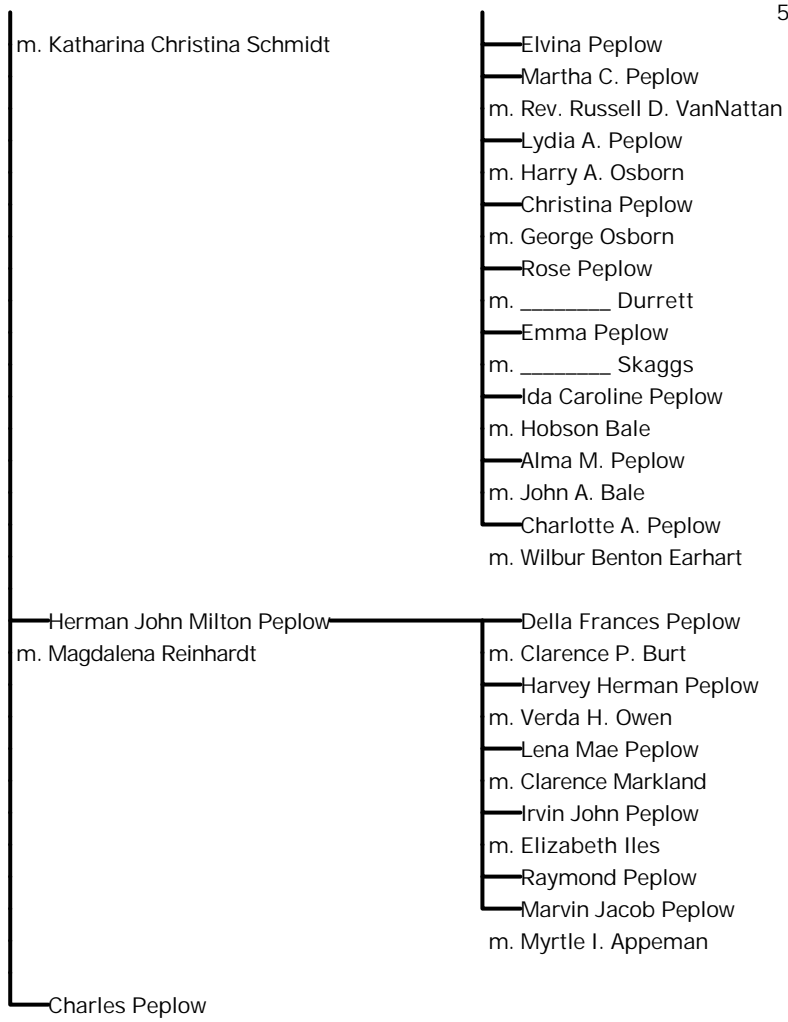 5
m. Katharina Christina Schmidt
Elvina Peplow
Martha C. Peplow
m. Rev. Russell D. VanNattan
Lydia A. Peplow
m. Harry A. Osborn
Christina Peplow
m. George Osborn
Rose Peplow
m. ________ Durrett
Emma Peplow
m. ________ Skaggs
Ida Caroline Peplow
m. Hobson Bale
Alma M. Peplow
m. John A. Bale
Charlotte A. Peplow
m. Wilbur Benton Earhart
Herman John Milton Peplow
m. Magdalena Reinhardt
Della Frances Peplow
m. Clarence P. Burt
Harvey Herman Peplow
m. Verda H. Owen
Lena Mae Peplow
m. Clarence Markland
Irvin John Peplow
m. Elizabeth Iles
Raymond Peplow
Marvin Jacob Peplow
m. Myrtle I. Appeman
Charles Peplow